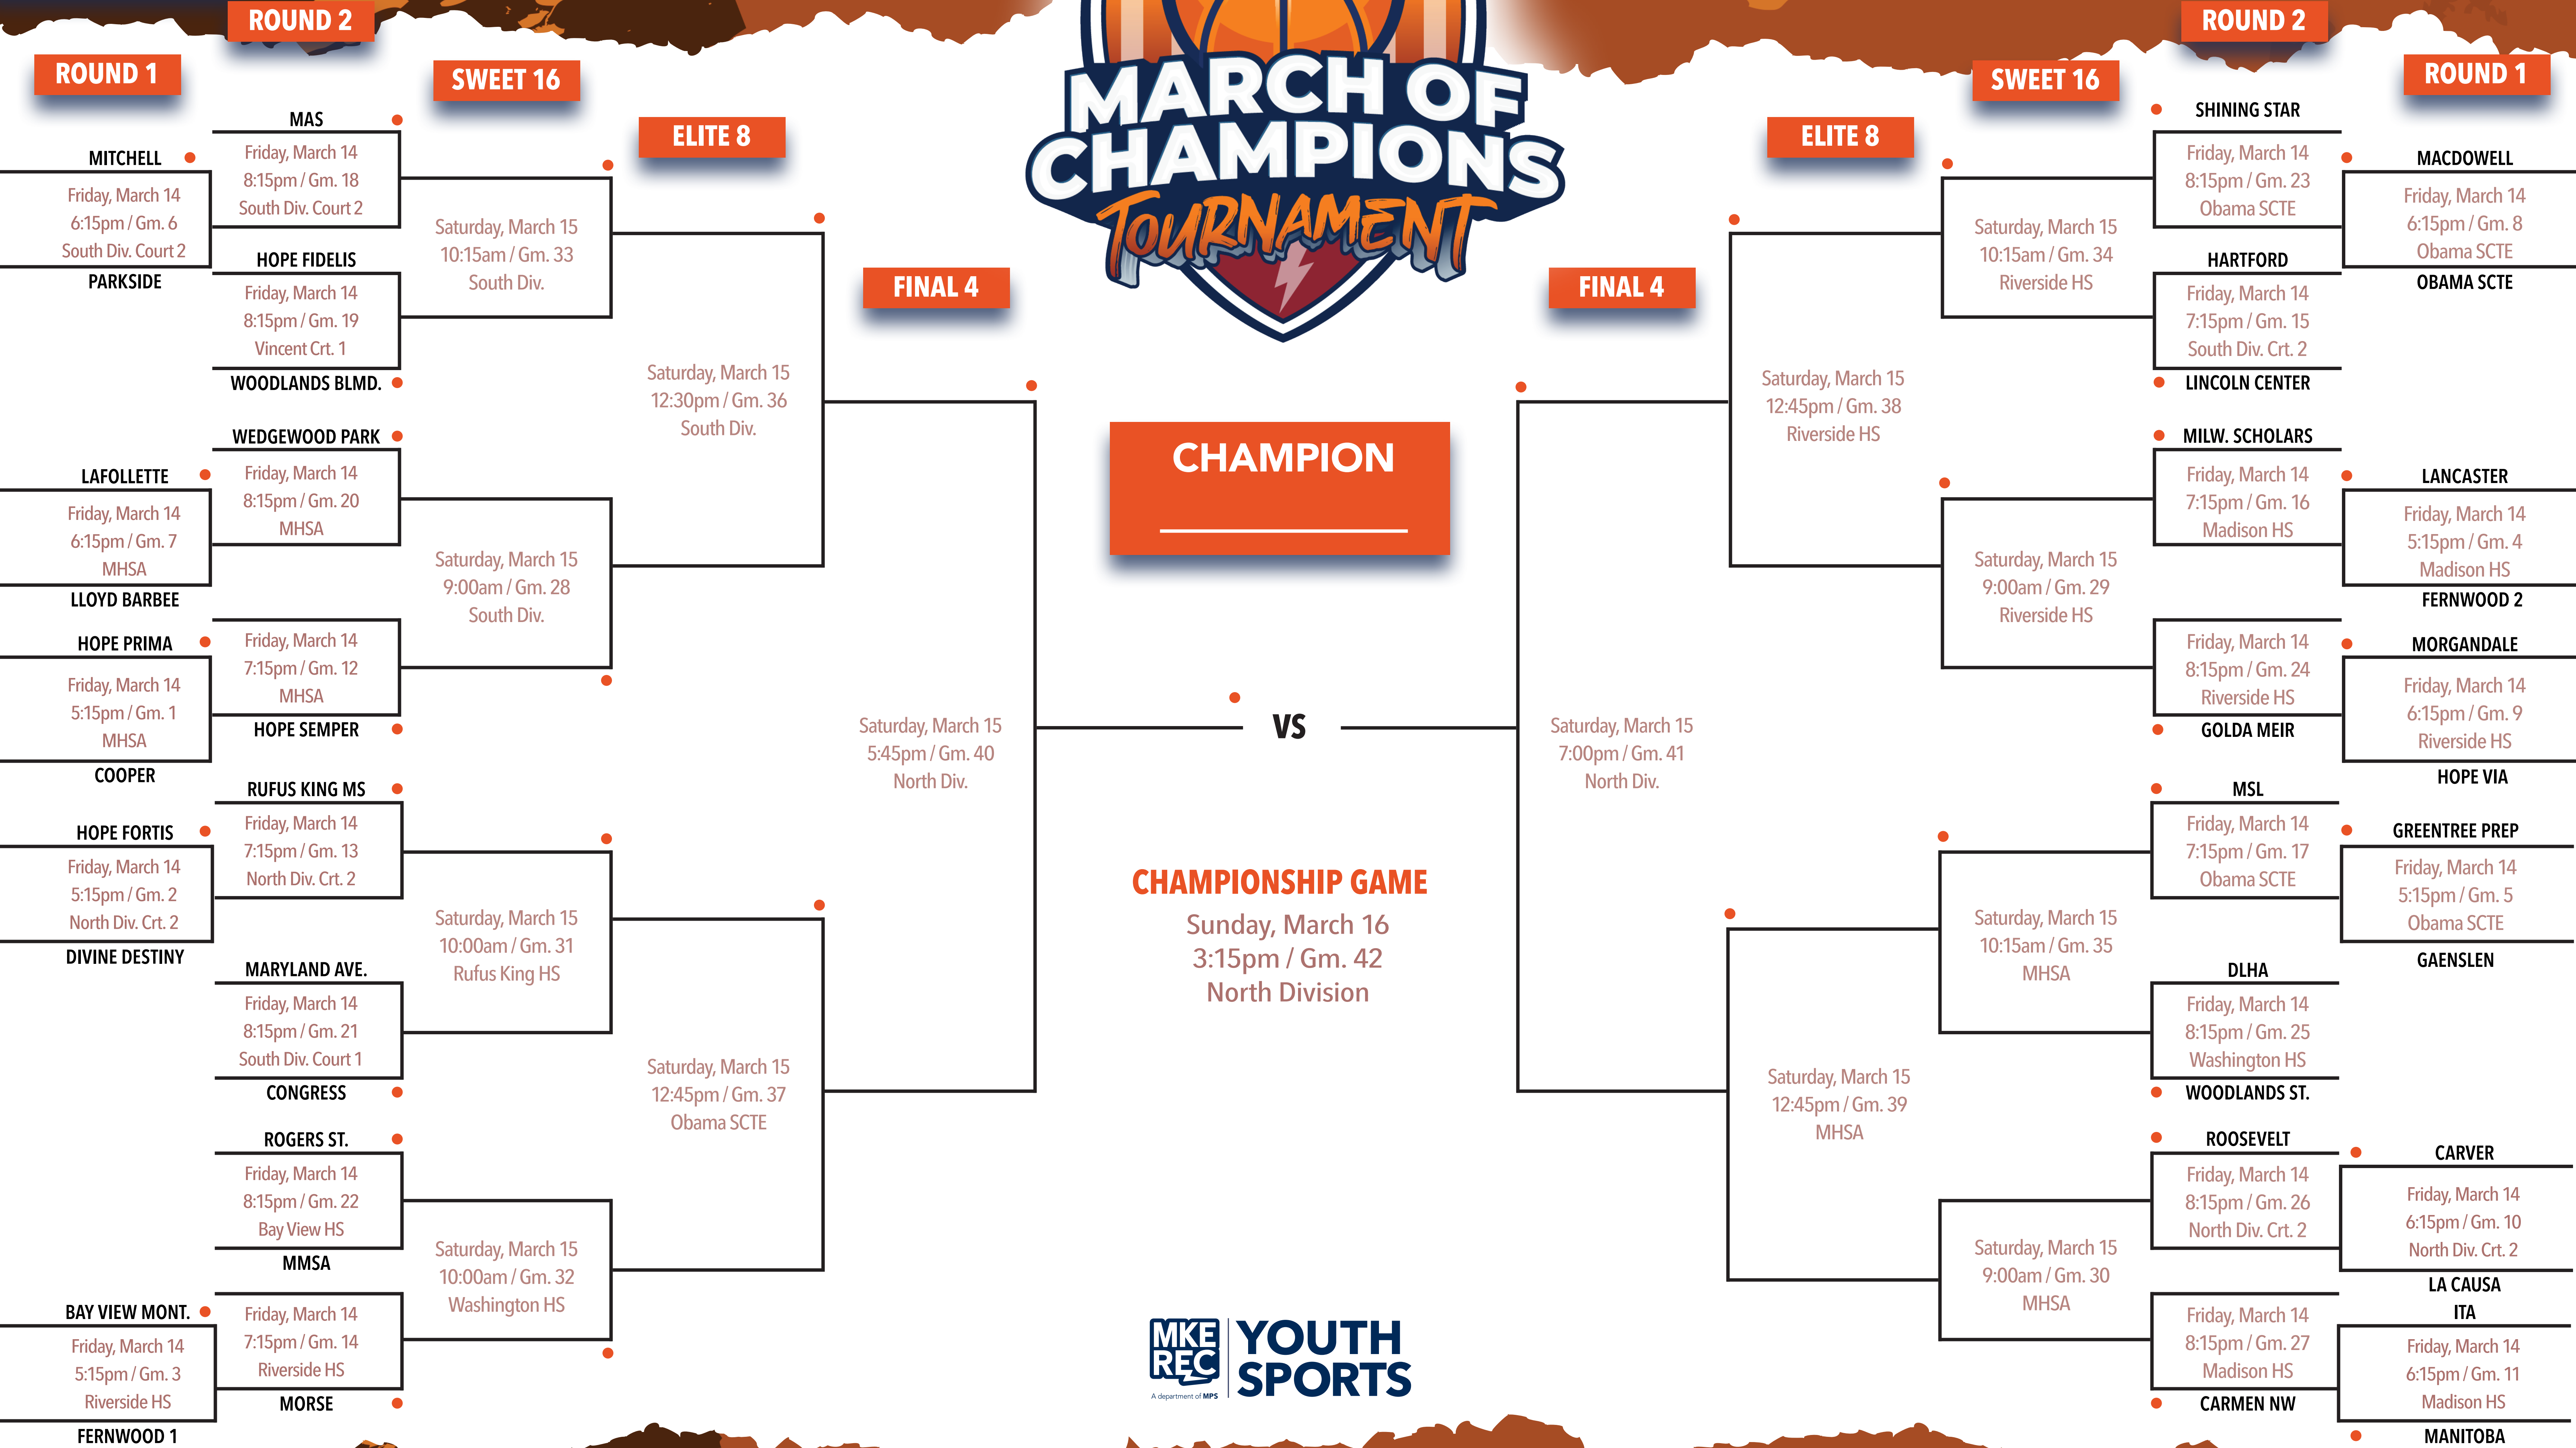 ROUND 1
ROUND 2
SWEET 16
ELITE 8
FINAL 4
MITCHELL
Friday, March 14
6:15pm / Gm. 6
South Div. Court 2
PARKSIDE
LAFOLLETTE
Friday, March 14
6:15pm / Gm. 7
MHSA
LLOYD BARBEE
HOPE PRIMA
Friday, March 14
5:15pm / Gm. 1
MHSA
COOPER
HOPE FORTIS
Friday, March 14
5:15pm / Gm. 2
North Div. Crt. 2
DIVINE DESTINY
BAY VIEW MONT.
Friday, March 14
5:15pm / Gm. 3
Riverside HS
FERNWOOD 1
MAS
Friday, March 14
8:15pm / Gm. 18
South Div. Court 2
HOPE FIDELIS
Friday, March 14
8:15pm / Gm. 19
Vincent Crt. 1
WOODLANDS BLMD.
WEDGEWOOD PARK
Friday, March 14
8:15pm / Gm. 20
MHSA
Friday, March 14
7:15pm / Gm. 12
MHSA
HOPE SEMPER
RUFUS KING MS
Friday, March 14
7:15pm / Gm. 13
North Div. Crt. 2
MARYLAND AVE.
Friday, March 14
8:15pm / Gm. 21
South Div. Court 1
CONGRESS
ROGERS ST.
Friday, March 14
8:15pm / Gm. 22
Bay View HS
MMSA
Friday, March 14
7:15pm / Gm. 14
Riverside HS
MORSE
Saturday, March 15
10:15am / Gm. 33
South Div.
Saturday, March 15
9:00am / Gm. 28
South Div.
Saturday, March 15
10:00am / Gm. 31
Rufus King HS
Saturday, March 15
10:00am / Gm. 32
Washington HS
Saturday, March 15
12:30pm / Gm. 36
South Div.
Saturday, March 15
12:45pm / Gm. 37
Obama SCTE
Saturday, March 15
5:45pm / Gm. 40
North Div.
MARCH OF
CHAMPIONS
TOURNAMENT
CHAMPION
VS
CHAMPIONSHIP GAME
Sunday, March 16
3:15pm / Gm. 42
North Division
MKE
REC
A department of MPS
YOUTH
SPORTS
FINAL 4
ELITE 8
SWEET 16
ROUND 2
ROUND 1
Saturday, March 15
7:00pm / Gm. 41
North Div.
Saturday, March 15
12:45pm / Gm. 38
Riverside HS
Saturday, March 15
12:45pm / Gm. 39
MHSA
Saturday, March 15
10:15am / Gm. 34
Riverside HS
Saturday, March 15
9:00am / Gm. 29
Riverside HS
Saturday, March 15
10:15am / Gm. 35
MHSA
Saturday, March 15
9:00am / Gm. 30
MHSA
SHINING STAR
Friday, March 14
8:15pm / Gm. 23
Obama SCTE
HARTFORD
Friday, March 14
7:15pm / Gm. 15
South Div. Crt. 2
LINCOLN CENTER
MILW. SCHOLARS
Friday, March 14
7:15pm / Gm. 16
Madison HS
Friday, March 14
8:15pm / Gm. 24
Riverside HS
GOLDA MEIR
MSL
Friday, March 14
7:15pm / Gm. 17
Obama SCTE
DLHA
Friday, March 14
8:15pm / Gm. 25
Washington HS
WOODLANDS ST.
ROOSEVELT
Friday, March 14
8:15pm / Gm. 26
North Div. Crt. 2
Friday, March 14
8:15pm / Gm. 27
Madison HS
CARMEN NW
MACDOWELL
Friday, March 14
6:15pm / Gm. 8
Obama SCTE
OBAMA SCTE
LANCASTER
Friday, March 14
5:15pm / Gm. 4
Madison HS
FERNWOOD 2
MORGANDALE
Friday, March 14
6:15pm / Gm. 9
Riverside HS
HOPE VIA
GREENTREE PREP
Friday, March 14
5:15pm / Gm. 5
Obama SCTE
GAENSLEN
CARVER
Friday, March 14
6:15pm / Gm. 10
North Div. Crt. 2
LA CAUSA
ITA
Friday, March 14
6:15pm / Gm. 11
Madison HS
MANITOBA